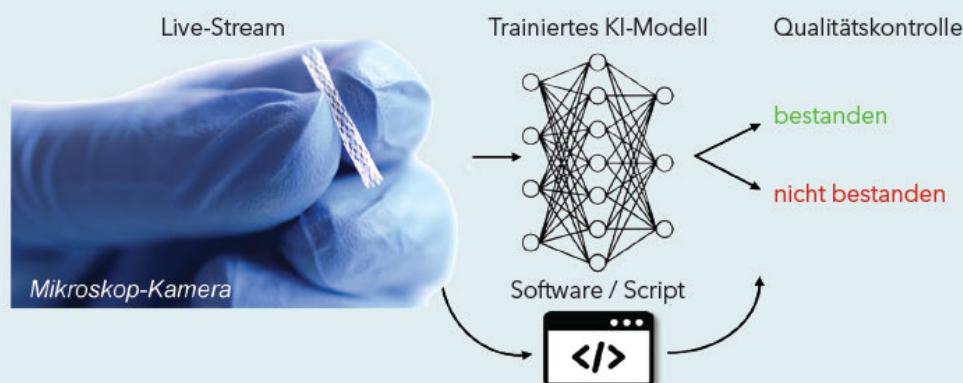 Live-Stream
Trainiertes KI-Modell
Qualitätskontrolle
bestanden
nicht bestanden
Mikroskop-Kamera
Software / Script
</>